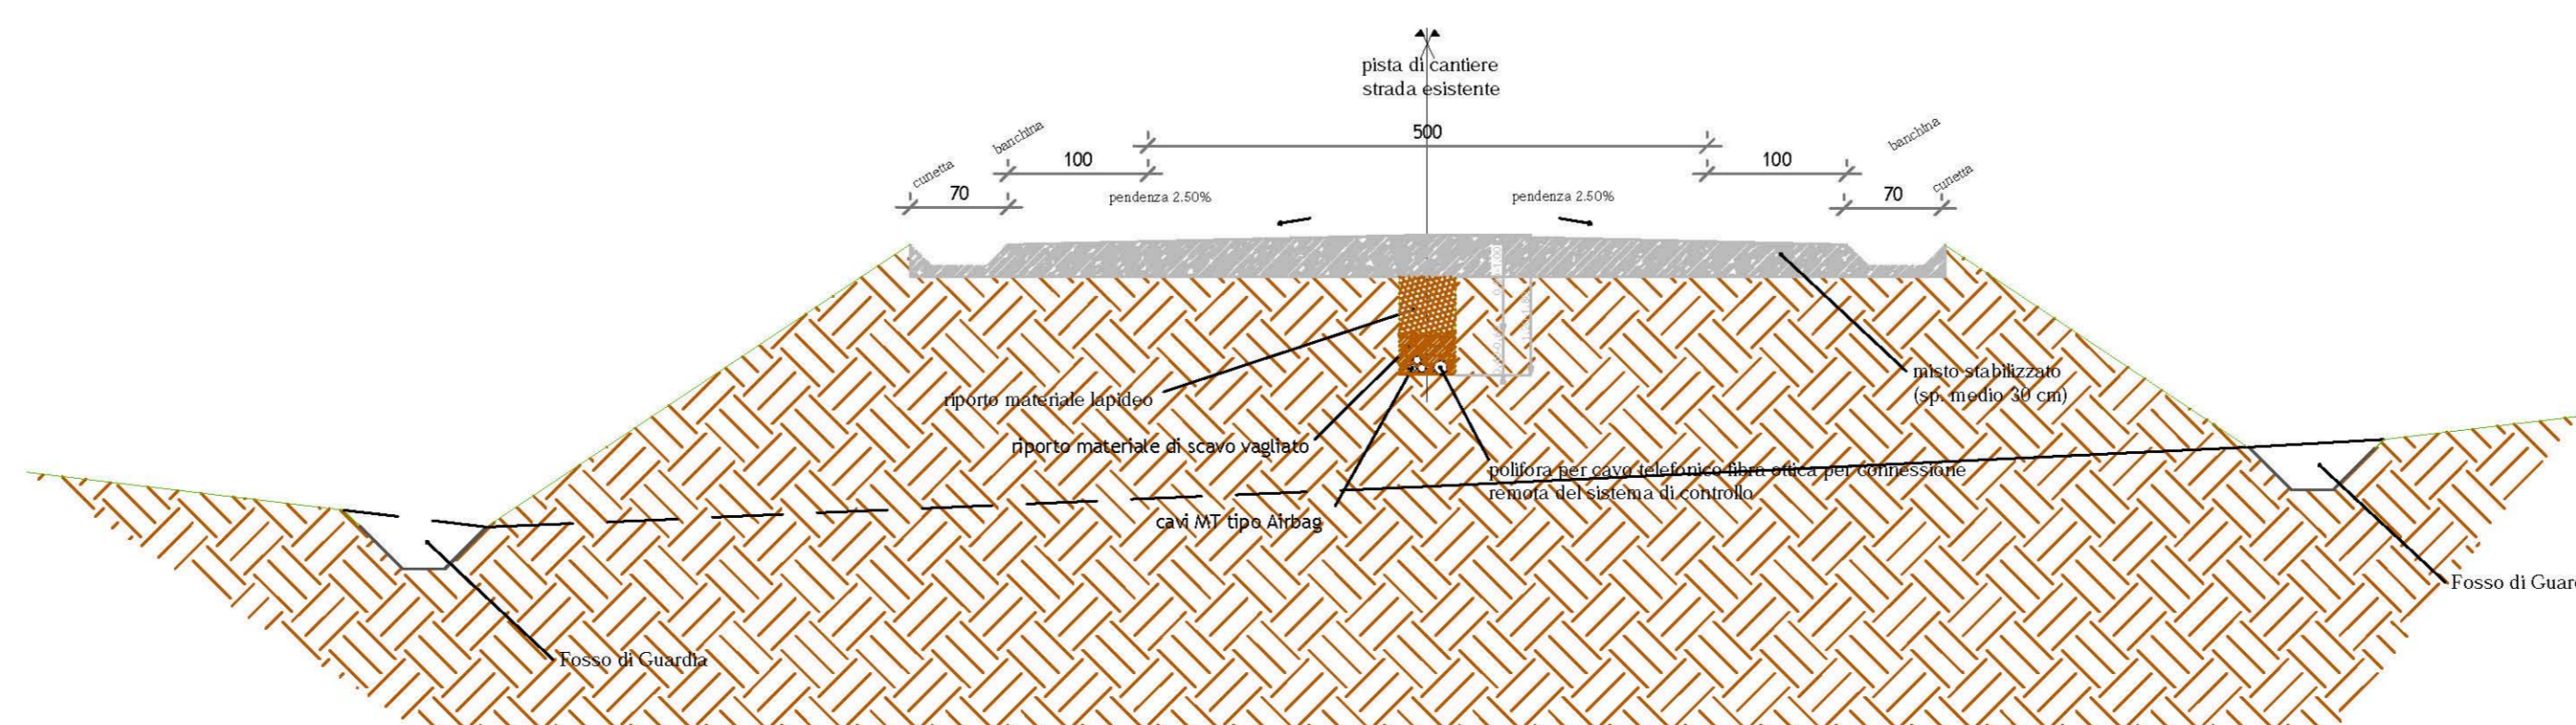 pista di cantiere
strada esistente
500
banchina
banchina
100
100
cunetta
cunetta
70
70
pendenza 2.50%
pendenza 2.50%
misto stabilizzato
(sp. medio 30 cm)
riporto materiale lapideo
riporto materiale di scavo vagliato
polifora per cavo telefonico fibra ottica per connessione
remota del sistema di controllo
cavi MT tipo Airbag
Fosso di Guar
Fosso di Guardia